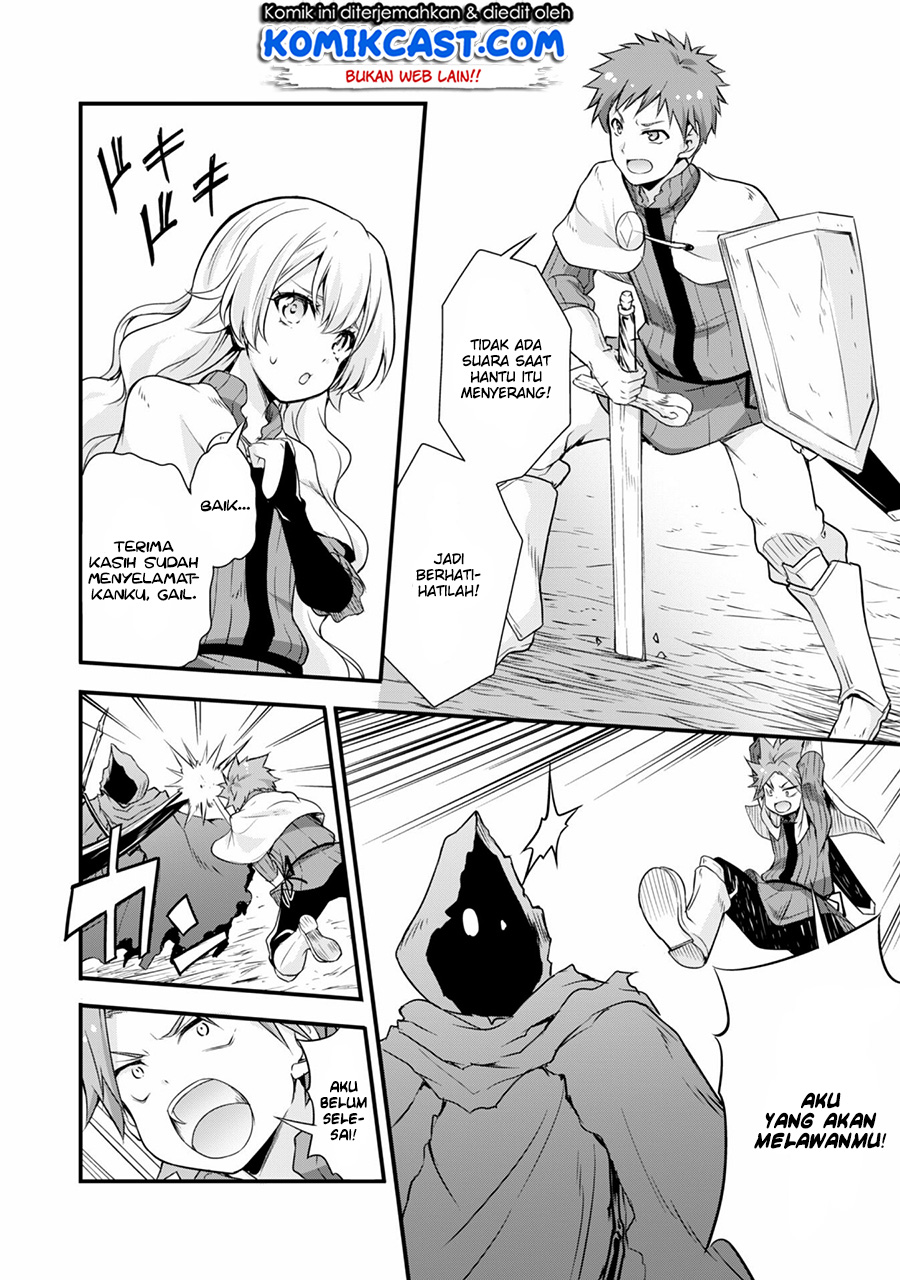 Komik ini diterjemahkan & diedit oleh
KOMIKCAST.COM
BUKAN WEB LAIN!!
TIDAK ADA
SUARA SAAT
HANTU ITU
MENYERANG!
JADI
BERHATI-
HATILAH!
ドキ
ドキ
BAIK...
TERIMA
KASIH SUDAH
MENYELAMAT-
KANKU, GAIL.
AKU
YANG AKAN
MELAWANMU!
ガッ
AKU
BELUM
SELE-
SAI!